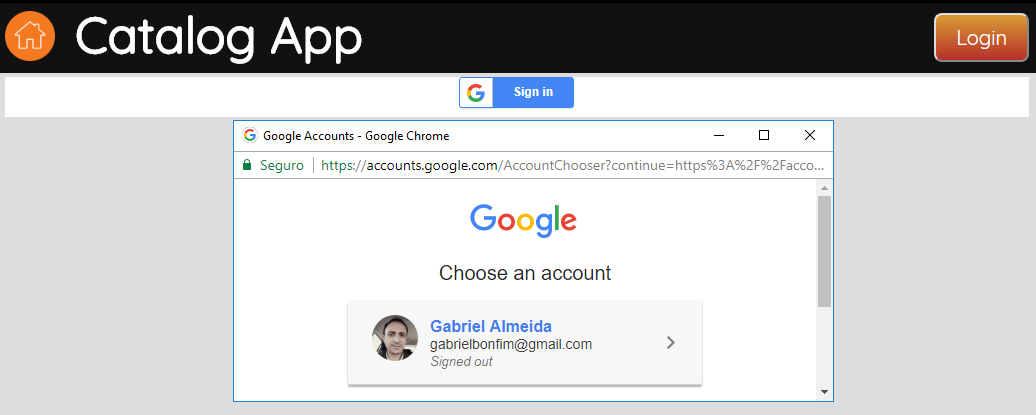 Catalog App
Login
Sign in
Google Accounts - Google Chrome
Seguro https://accounts.google.com/AccountChooser?continue=https%3A%2F%2Facco...
Google
Choose an account
Gabriel Almeida
gabrielbonfim@gmail.com
Signed out